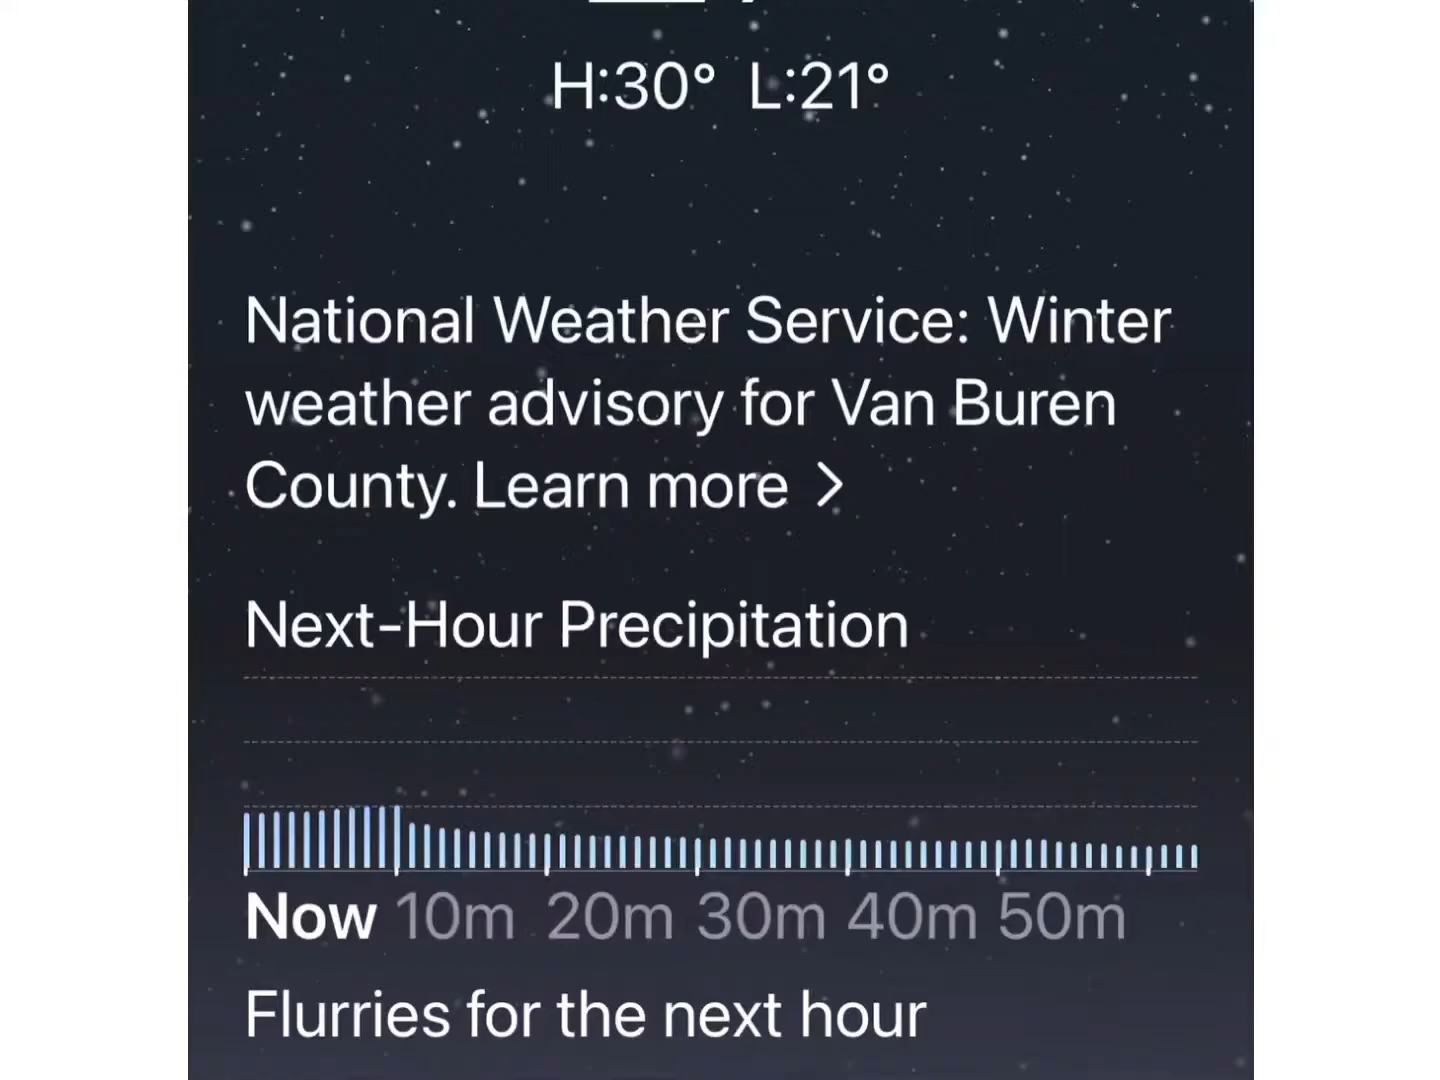 H:30° L:21°
National Weather Service: Winter
weather advisory for Van Buren
County. Learn more >
Next-Hour Precipitation
Now 10m 20m 30m 40m 50m
Flurries for the next hour